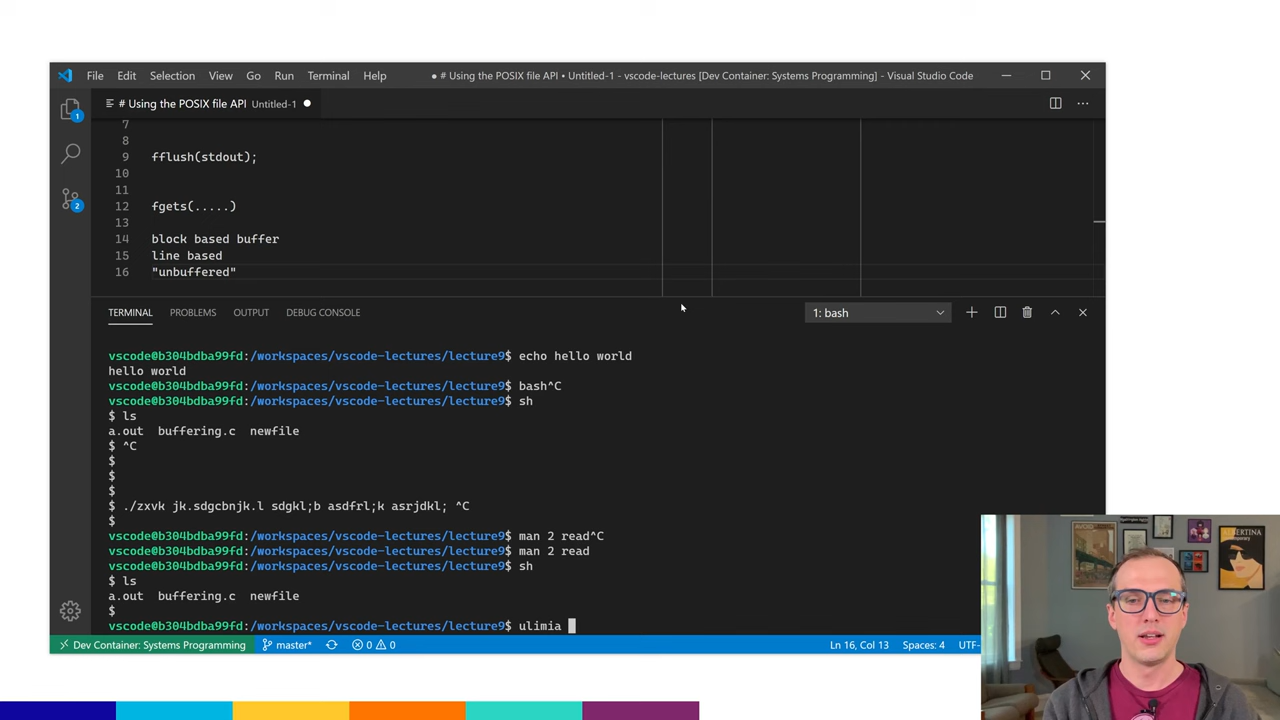 File Edit Selection View Go Run Terminal Help ● # Using the POSIX file API • Untitled-1 - vscode-lectures [Dev Container: Systems Programming] - Visual Studio Code
# Using the POSIX file API Untitled-1 ●
1
2
7
8
9 fflush(stdout);
10
11
12 fgets(.....)
13
14 block based buffer
15 line based
16 "unbuffered"
TERMINAL PROBLEMS OUTPUT DEBUG CONSOLE 1: bash
vscode@b304bdba99fd:/workspaces/vscode-lectures/lecture9$ echo hello world
hello world
vscode@b304bdba99fd:/workspaces/vscode-lectures/lecture9$ bash^C
vscode@b304bdba99fd:/workspaces/vscode-lectures/lecture9$ sh
$ ls
a.out buffering.c newfile
$ ^C
$
$
$
$ ./zxvk jk.sdgcbnjk.l sdgkl;b asdfrl;k asrjdkl; ^C
$
vscode@b304bdba99fd:/workspaces/vscode-lectures/lecture9$ man 2 read^C
vscode@b304bdba99fd:/workspaces/vscode-lectures/lecture9$ man 2 read
vscode@b304bdba99fd:/workspaces/vscode-lectures/lecture9$ sh
$ ls
a.out buffering.c newfile
$
vscode@b304bdba99fd:/workspaces/vscode-lectures/lecture9$ ulimia
Dev Container: Systems Programming master* 0 0 Ln 16, Col 13 Spaces: 4 UTF-
ALBERTINA